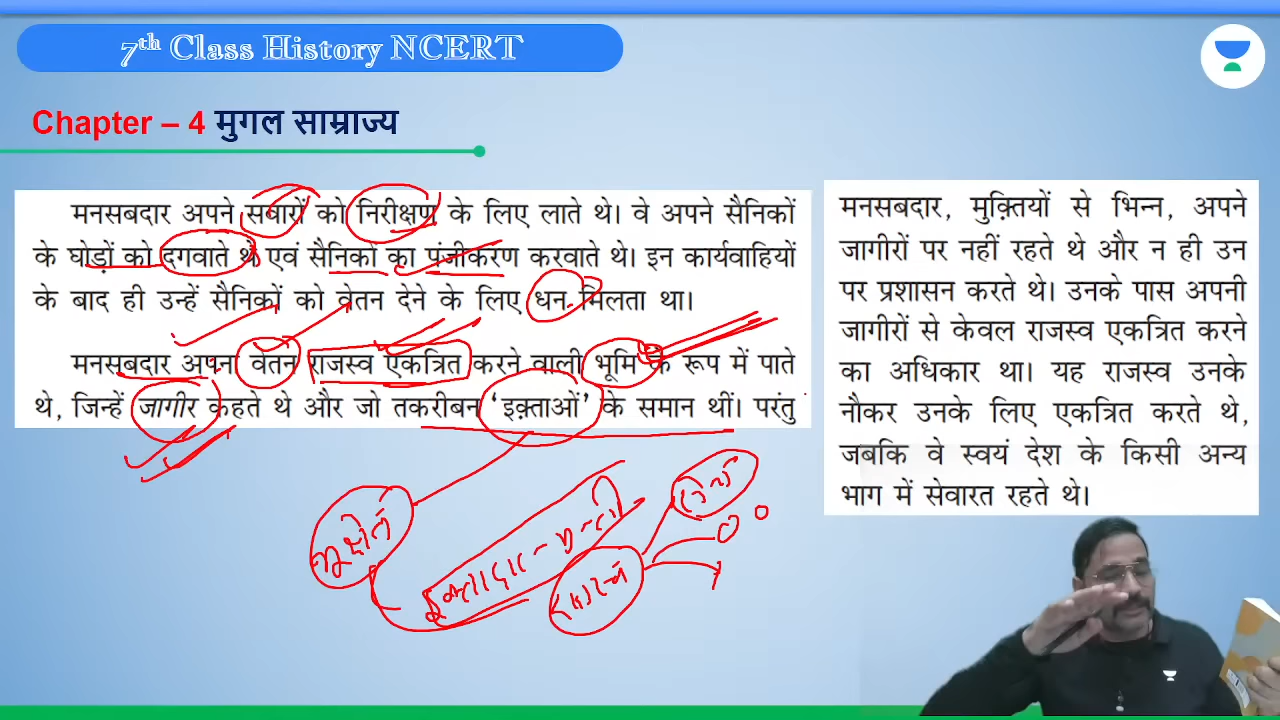 7th Class History NCERT
Chapter – 4 मुगल साम्राज्य
मनसबदार अपने सवारों को निरीक्षण के लिए लाते थे। वे अपने सैनिकों
के घोड़ों को दगवाते थे एवं सैनिकों का पंजीकरण करवाते थे। इन कार्यवाहियों
के बाद ही उन्हें सैनिकों को वेतन देने के लिए धन मिलता था।
मनसबदार अपना वेतन राजस्व एकत्रित करने वाली भूमि के रूप में पाते
थे, जिन्हें जागीर कहते थे और जो तकरीबन ‘इक़्ताओं’ के समान थीं। परंतु
मनसबदार, मुक़्तियों से भिन्न, अपने
जागीरों पर नहीं रहते थे और न ही उन
पर प्रशासन करते थे। उनके पास अपनी
जागीरों से केवल राजस्व एकत्रित करने
का अधिकार था। यह राजस्व उनके
नौकर उनके लिए एकत्रित करते थे,
जबकि वे स्वयं देश के किसी अन्य
भाग में सेवारत रहते थे।